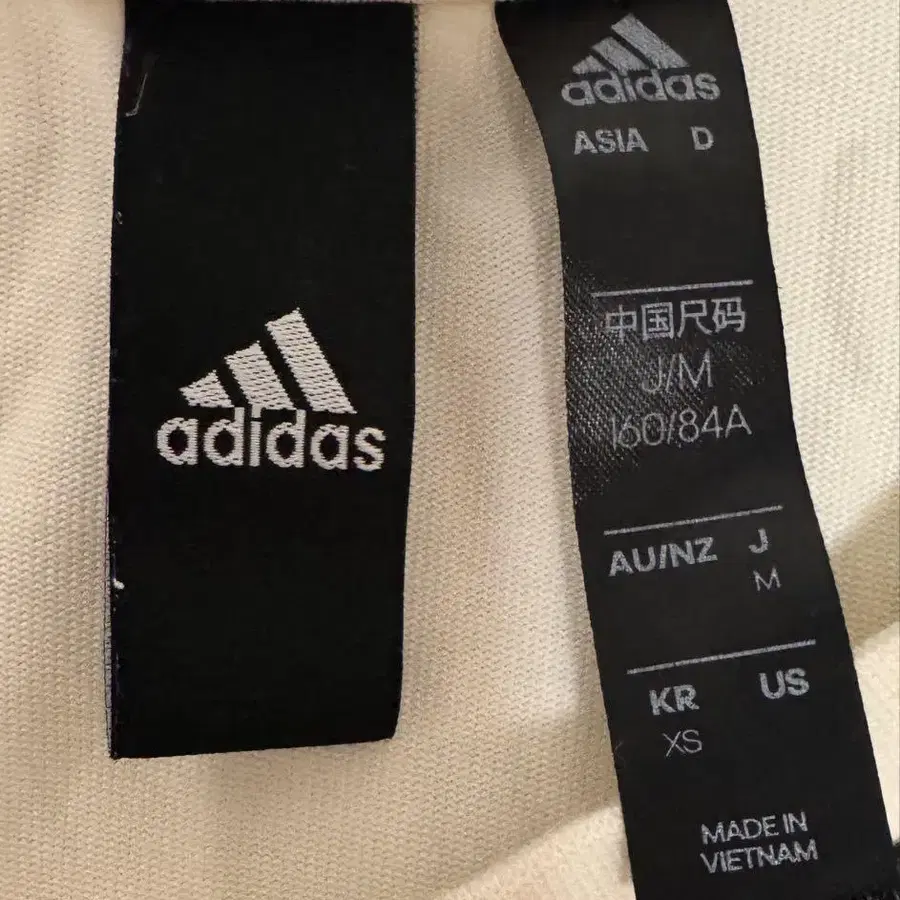 adidas
adidas
ASIA D
中国尺码
J/M
160/84A
AU/NZ J
M
KR US
XS
MADE IN
VIETNAM